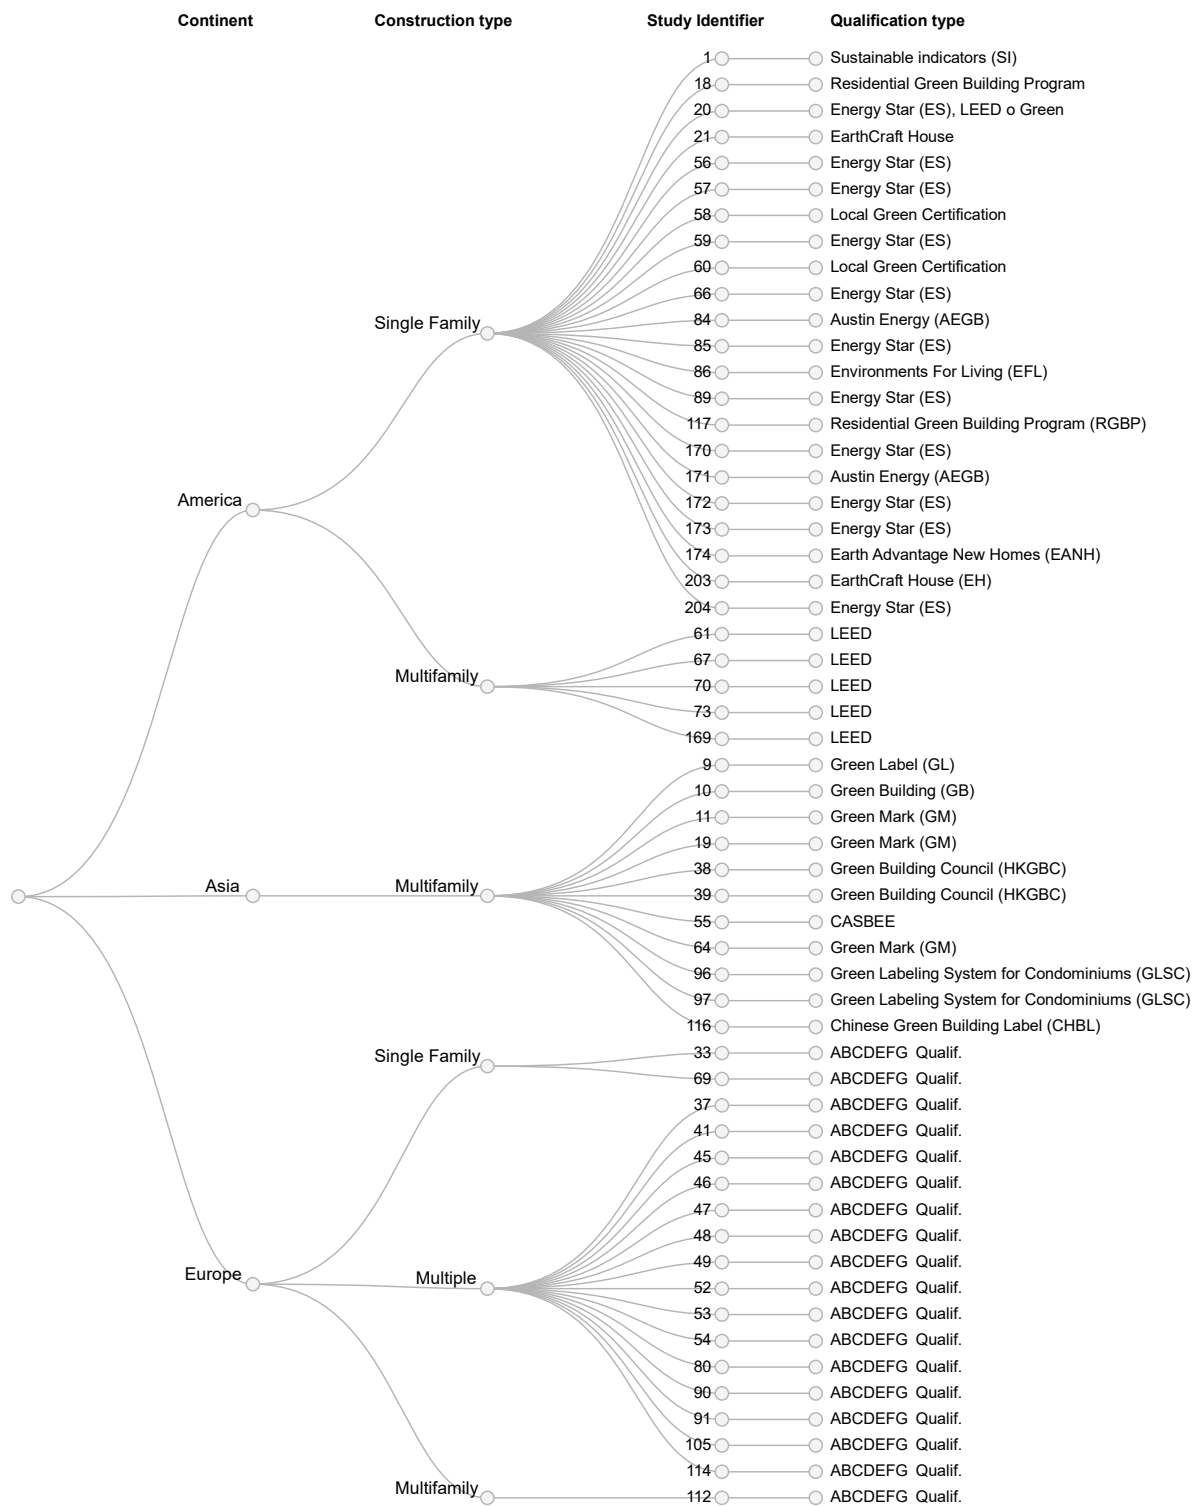 Continent Construction type Study Identifier Qualification type
1 Sustainable indicators (SI)
18 Residential Green Building Program
20 Energy Star (ES), LEED o Green
21 EarthCraft House
56 Energy Star (ES)
57 Energy Star (ES)
58 Local Green Certification
59 Energy Star (ES)
60 Local Green Certification
66 Energy Star (ES)
Single Family
84 Austin Energy (AEGB)
85 Energy Star (ES)
86 Environments For Living (EFL)
89 Energy Star (ES)
117 Residential Green Building Program (RGBP)
170 Energy Star (ES)
171 Austin Energy (AEGB)
America
172 Energy Star (ES)
173 Energy Star (ES)
174 Earth Advantage New Homes (EANH)
203 EarthCraft House (EH)
204 Energy Star (ES)
61 LEED
67 LEED
Multifamily
70 LEED
73 LEED
169 LEED
9 Green Label (GL)
10 Green Building (GB)
11 Green Mark (GM)
19 Green Mark (GM)
38 Green Building Council (HKGBC)
Asia Multifamily
39 Green Building Council (HKGBC)
55 CASBEE
64 Green Mark (GM)
96 Green Labeling System for Condominiums (GLSC)
97 Green Labeling System for Condominiums (GLSC)
116 Chinese Green Building Label (CHBL)
Single Family
33 ABCDEFG Qualif.
69 ABCDEFG Qualif.
37 ABCDEFG Qualif.
41 ABCDEFG Qualif.
45 ABCDEFG Qualif.
46 ABCDEFG Qualif.
47 ABCDEFG Qualif.
48 ABCDEFG Qualif.
49 ABCDEFG Qualif.
Europe Multiple
52 ABCDEFG Qualif.
53 ABCDEFG Qualif.
54 ABCDEFG Qualif.
80 ABCDEFG Qualif.
90 ABCDEFG Qualif.
91 ABCDEFG Qualif.
105 ABCDEFG Qualif.
114 ABCDEFG Qualif.
Multifamily
112 ABCDEFG Qualif.